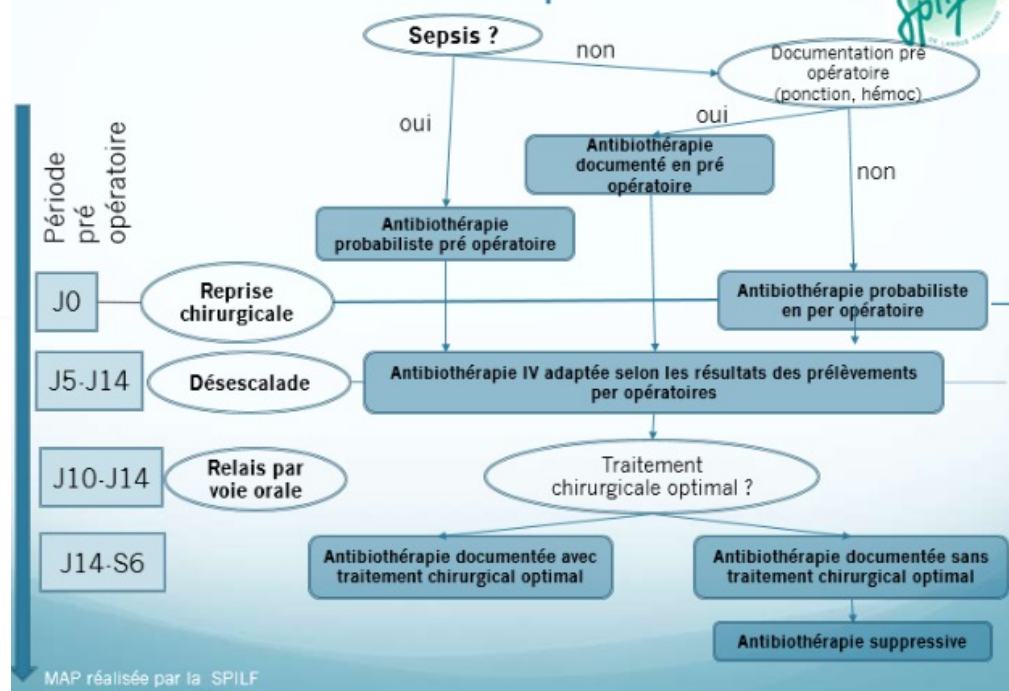 Sepsis ?
non
Documentation pré
opératoire
(ponction, hémoc)
oui
oui
non
Période
pré
opératoire
Antibiothérapie
documenté en pré
opératoire
Antibiothérapie
probabiliste pré opératoire
J0
Reprise
chirurgicale
Antibiothérapie probabiliste
en per opératoire
J5-J14
Désescalade
Antibiothérapie IV adaptée selon les résultats des prélèvements
per opératoires
J10-J14
Relais par
voie orale
Traitement
chirurgicale optimal ?
J14-S6
Antibiothérapie documentée avec
traitement chirurgical optimal
Antibiothérapie documentée sans
traitement chirurgical optimal
Antibiothérapie suppressive
MAP réalisée par la SPILF